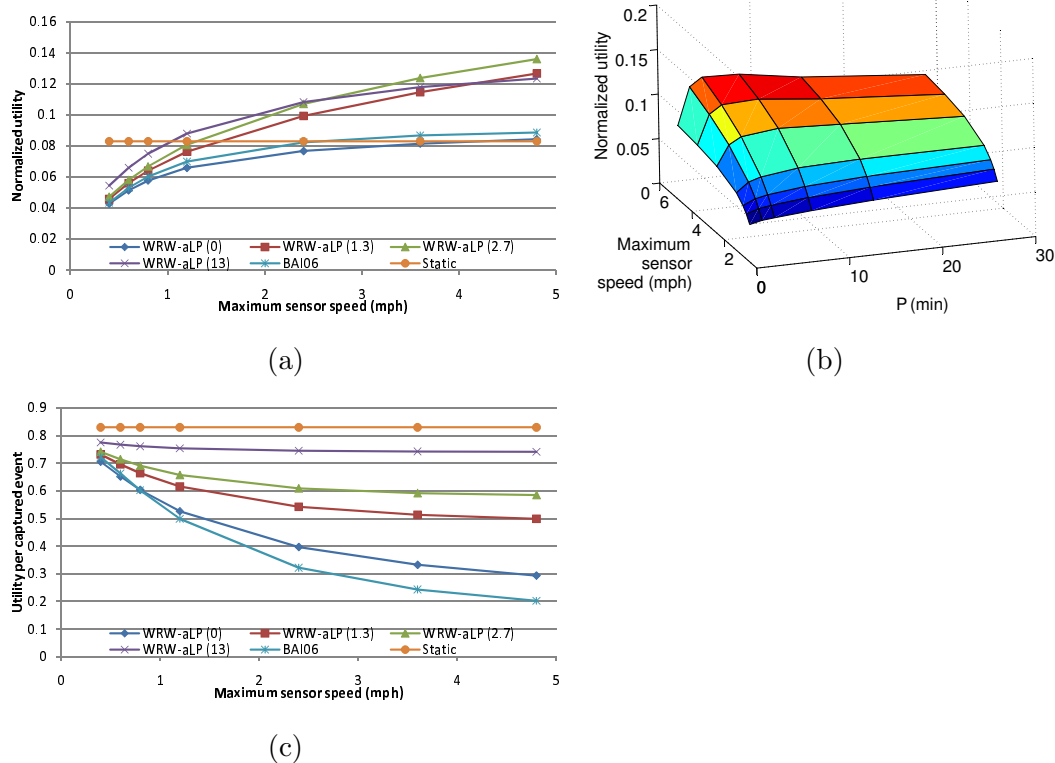 0.16
0.14
0.12
0.1
0.08
0.06
0.04
0.02
0
Normalized utility
WRW-aLP (0) WRW-aLP (1.3) WRW-aLP (2.7)
WRW-aLP (13) BAI06 Static
0 1 2 3 4 5
Maximum sensor speed (mph)
(a)
0.2
0.15
0.1
0.05
0
Normalized utility
6
4
2
0
Maximum
sensor
speed (mph)
0 10 20 30
P (min)
(b)
0.9
0.8
0.7
0.6
0.5
0.4
0.3
0.2
0.1
0
Utility per captured event
WRW-aLP (0) WRW-aLP (1.3) WRW-aLP (2.7)
WRW-aLP (13) BAI06 Static
0 1 2 3 4 5
Maximum sensor speed (mph)
(c)